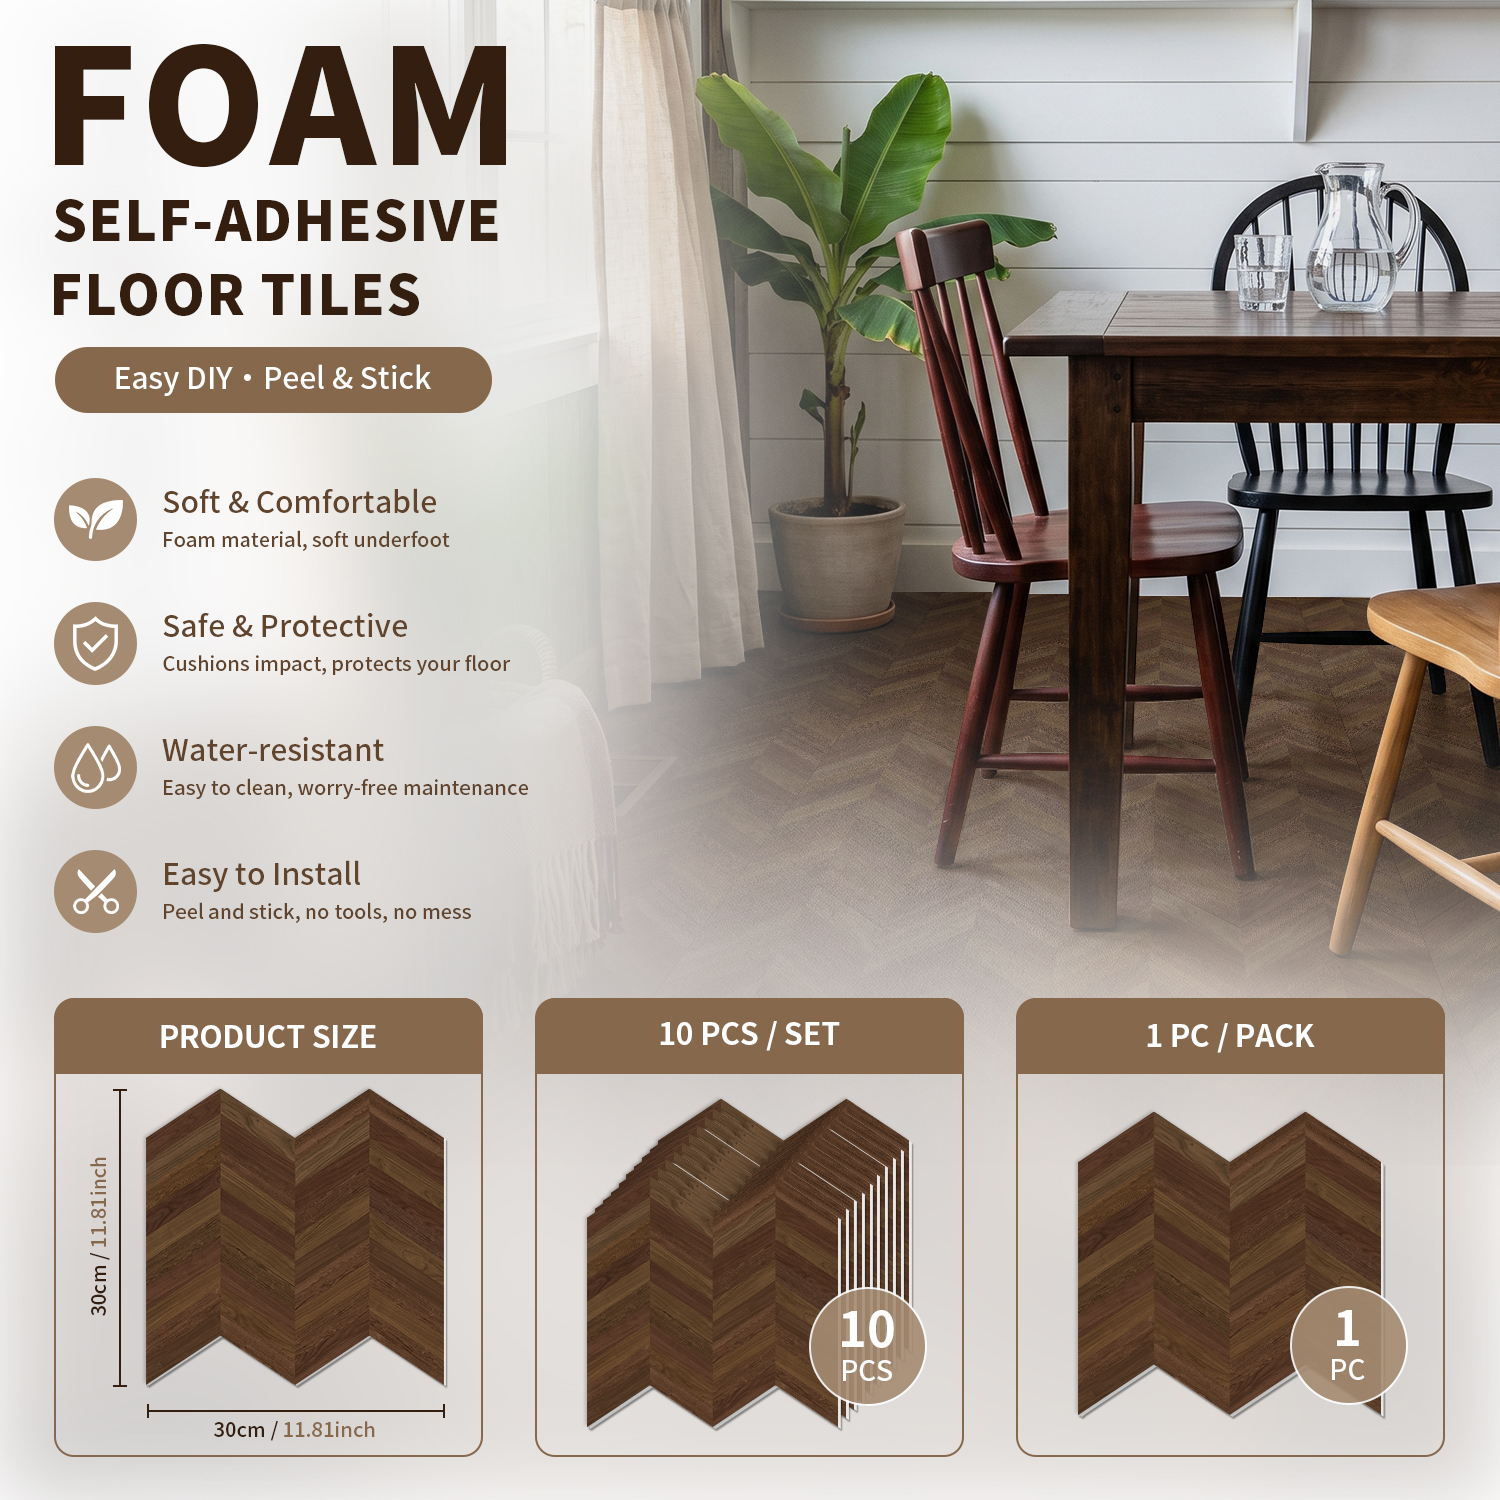 FOAM
SELF-ADHESIVE
FLOOR TILES
Easy DIY • Peel & Stick
Soft & Comfortable
Foam material, soft underfoot
Safe & Protective
Cushions impact, protects your floor
Water-resistant
Easy to clean, worry-free maintenance
Easy to Install
Peel and stick, no tools, no mess
PRODUCT SIZE
30cm / 11.81inch
30cm / 11.81inch
10 PCS / SET
10
PCS
1 PC / PACK
1
PC